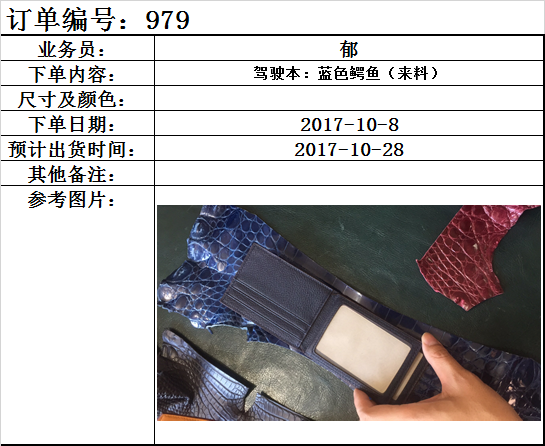 订单编号：979
业务员： 郁
下单内容： 驾驶本：蓝色鳄鱼（来料）
尺寸及颜色：
下单日期： 2017-10-8
预计出货时间： 2017-10-28
其他备注：
参考图片：